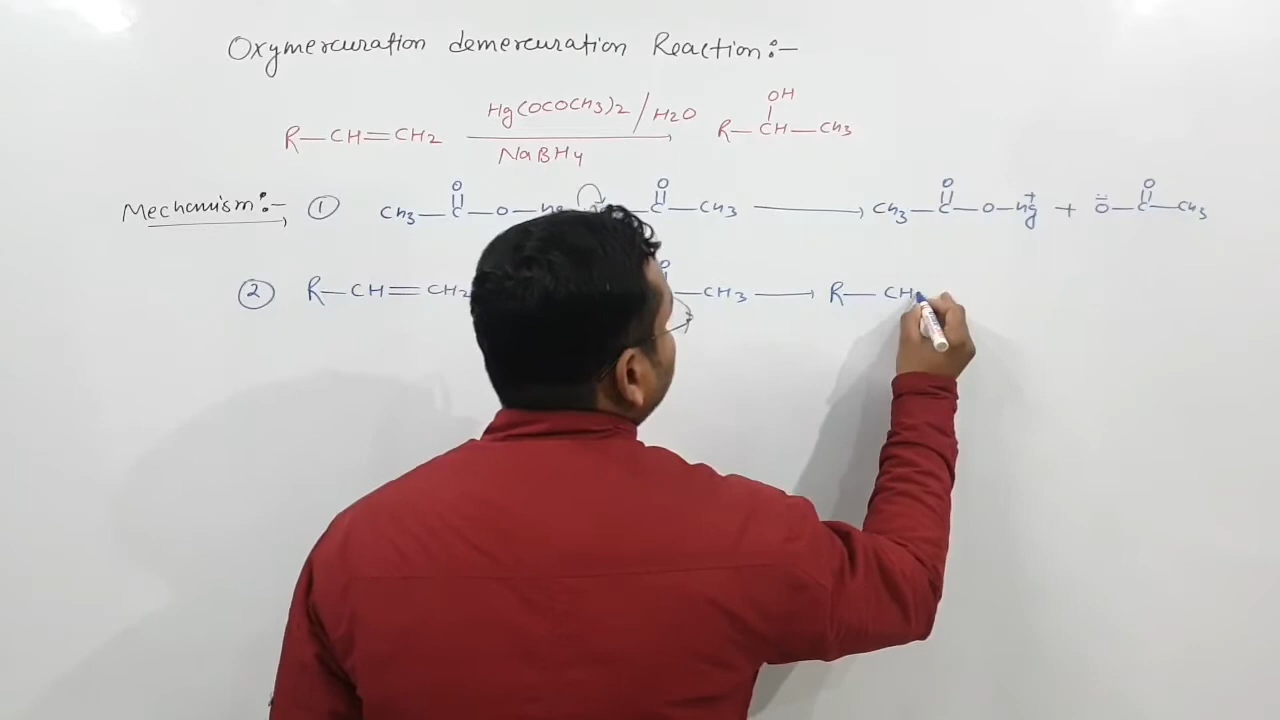 Oxymercuration demercuration Reaction:-
Hg(OCOCH3)2/H2O
OH
R-CH=CH2 R-CH-CH3
NaBH4
Mechanism:- 1
O O O O
CH3-C-O-Hg C-CH3 → CH3-C-O-Hg+ + O-C-CH3
O
2 R-CH=CH2 -CH3 → R-CH